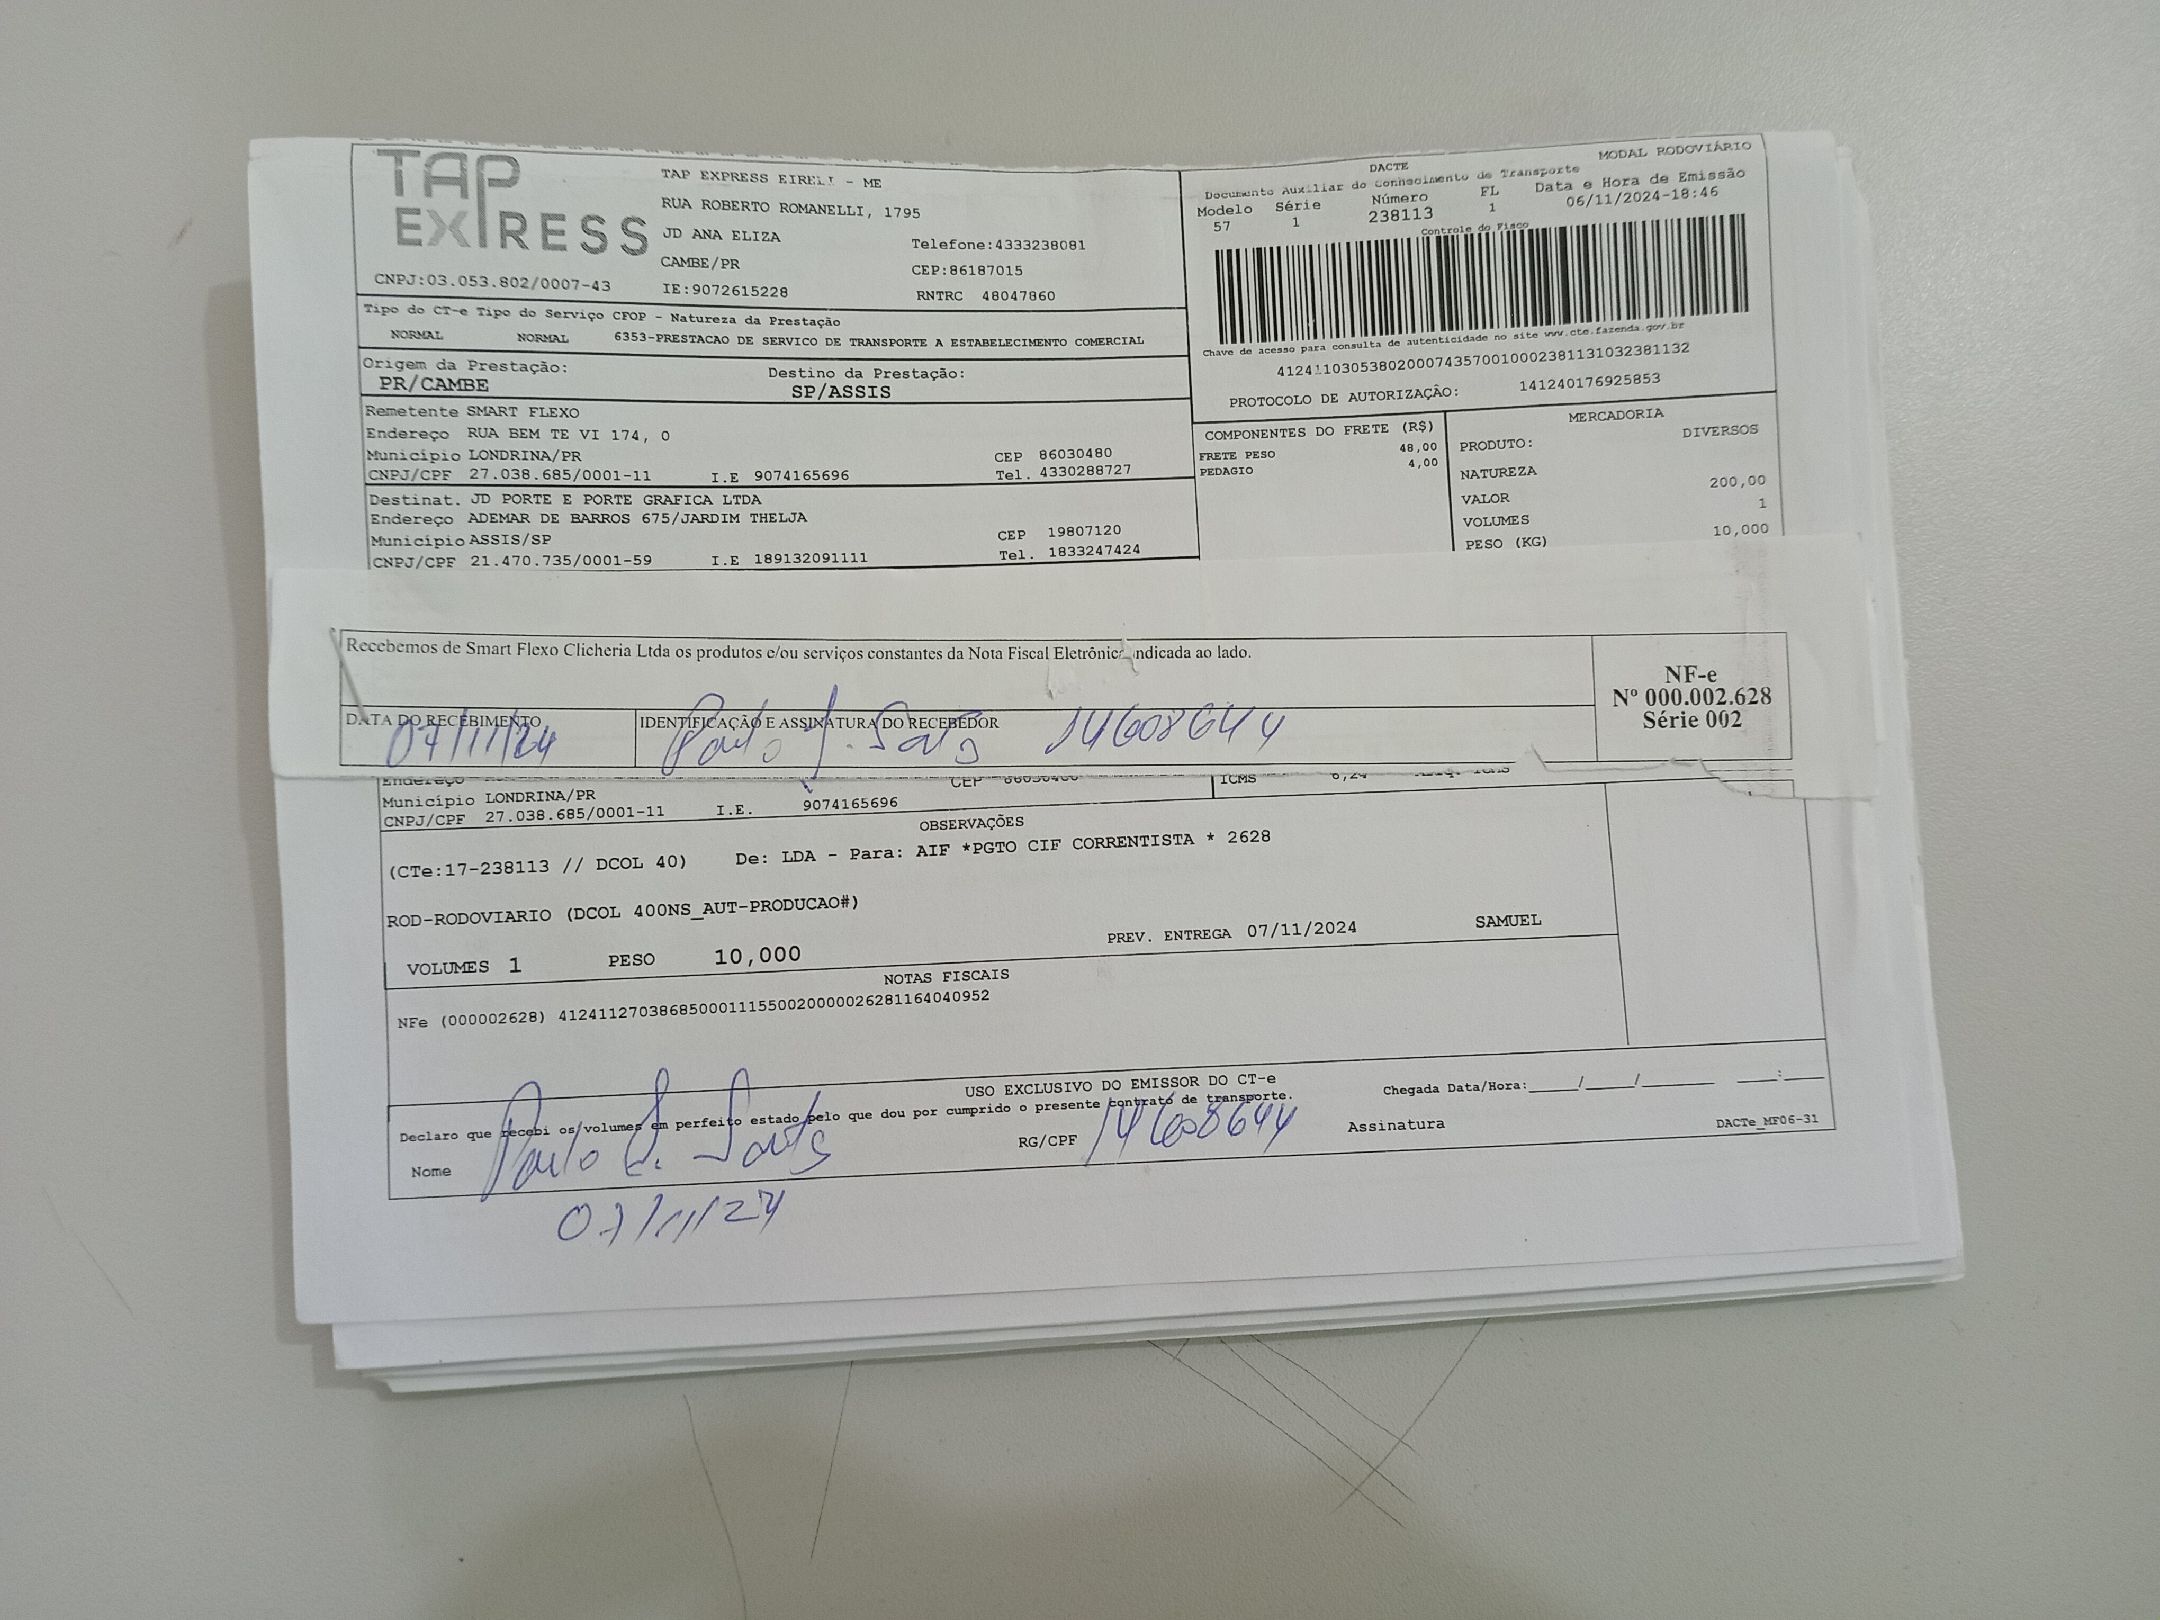 TAP EXPRESS
TAP EXPRESS EIRELI - ME
RUA ROBERTO ROMANELLI, 1795
JD ANA ELIZA
Telefone:4333238081
CAMBE/PR
CEP:86187015
CNPJ:03.053.802/0007-43
IE:9072615228
RNTRC 48047860
DACTE
MODAL RODOVIÁRIO
Documento Auxiliar do Conhecimento de Transporte
Modelo Série Número FL Data e Hora de Emissão
57 1 238113 1 06/11/2024-18:46
Controle do Fisco
Chave de acesso para consulta de autenticidade no site www.cte.fazenda.gov.br
41241103053802000743570010002381131032381132
PROTOCOLO DE AUTORIZAÇÃO: 141240176925853
Tipo do CT-e Tipo do Serviço CFOP - Natureza da Prestação
NORMAL NORMAL 6353-PRESTACAO DE SERVICO DE TRANSPORTE A ESTABELECIMENTO COMERCIAL
Origem da Prestação: Destino da Prestação:
PR/CAMBE SP/ASSIS
Remetente SMART FLEXO
Endereço RUA BEM TE VI 174, 0
Município LONDRINA/PR CEP 86030480
CNPJ/CPF 27.038.685/0001-11 I.E 9074165696 Tel. 4330288727
Destinat. JD PORTE E PORTE GRAFICA LTDA
Endereço ADEMAR DE BARROS 675/JARDIM THELJA
Município ASSIS/SP CEP 19807120
CNPJ/CPF 21.470.735/0001-59 I.E 189132091111 Tel. 1833247424
COMPONENTES DO FRETE (R$)
FRETE PESO 48,00
PEDAGIO 4,00
MERCADORIA
PRODUTO: DIVERSOS
NATUREZA
VALOR 200,00
VOLUMES 1
PESO (KG) 10,000
Recebemos de Smart Flexo Clicheria Ltda os produtos e/ou serviços constantes da Nota Fiscal Eletrônica indicada ao lado.
NF-e
Nº 000.002.628
Série 002
DATA DO RECEBIMENTO IDENTIFICAÇÃO E ASSINATURA DO RECEBEDOR
07/11/24 14608644
Endereço CEP 86030480 ICMS 6,24
Município LONDRINA/PR
CNPJ/CPF 27.038.685/0001-11 I.E. 9074165696
OBSERVAÇÕES
(CTe:17-238113 // DCOL 40) De: LDA - Para: AIF *PGTO CIF CORRENTISTA * 2628
ROD-RODOVIARIO (DCOL 400NS_AUT-PRODUCAO#)
VOLUMES 1 PESO 10,000 PREV. ENTREGA 07/11/2024 SAMUEL
NOTAS FISCAIS
NFe (000002628) 41241127038685000111550020000026281164040952
USO EXCLUSIVO DO EMISSOR DO CT-e
Declaro que recebi os volumes em perfeito estado pelo que dou por cumprido o presente contrato de transporte.
Chegada Data/Hora:_____/_____/_______ ____:____
Nome Paulo RG/CPF 14608644 Assinatura DACTe_MF06-31
07/11/24